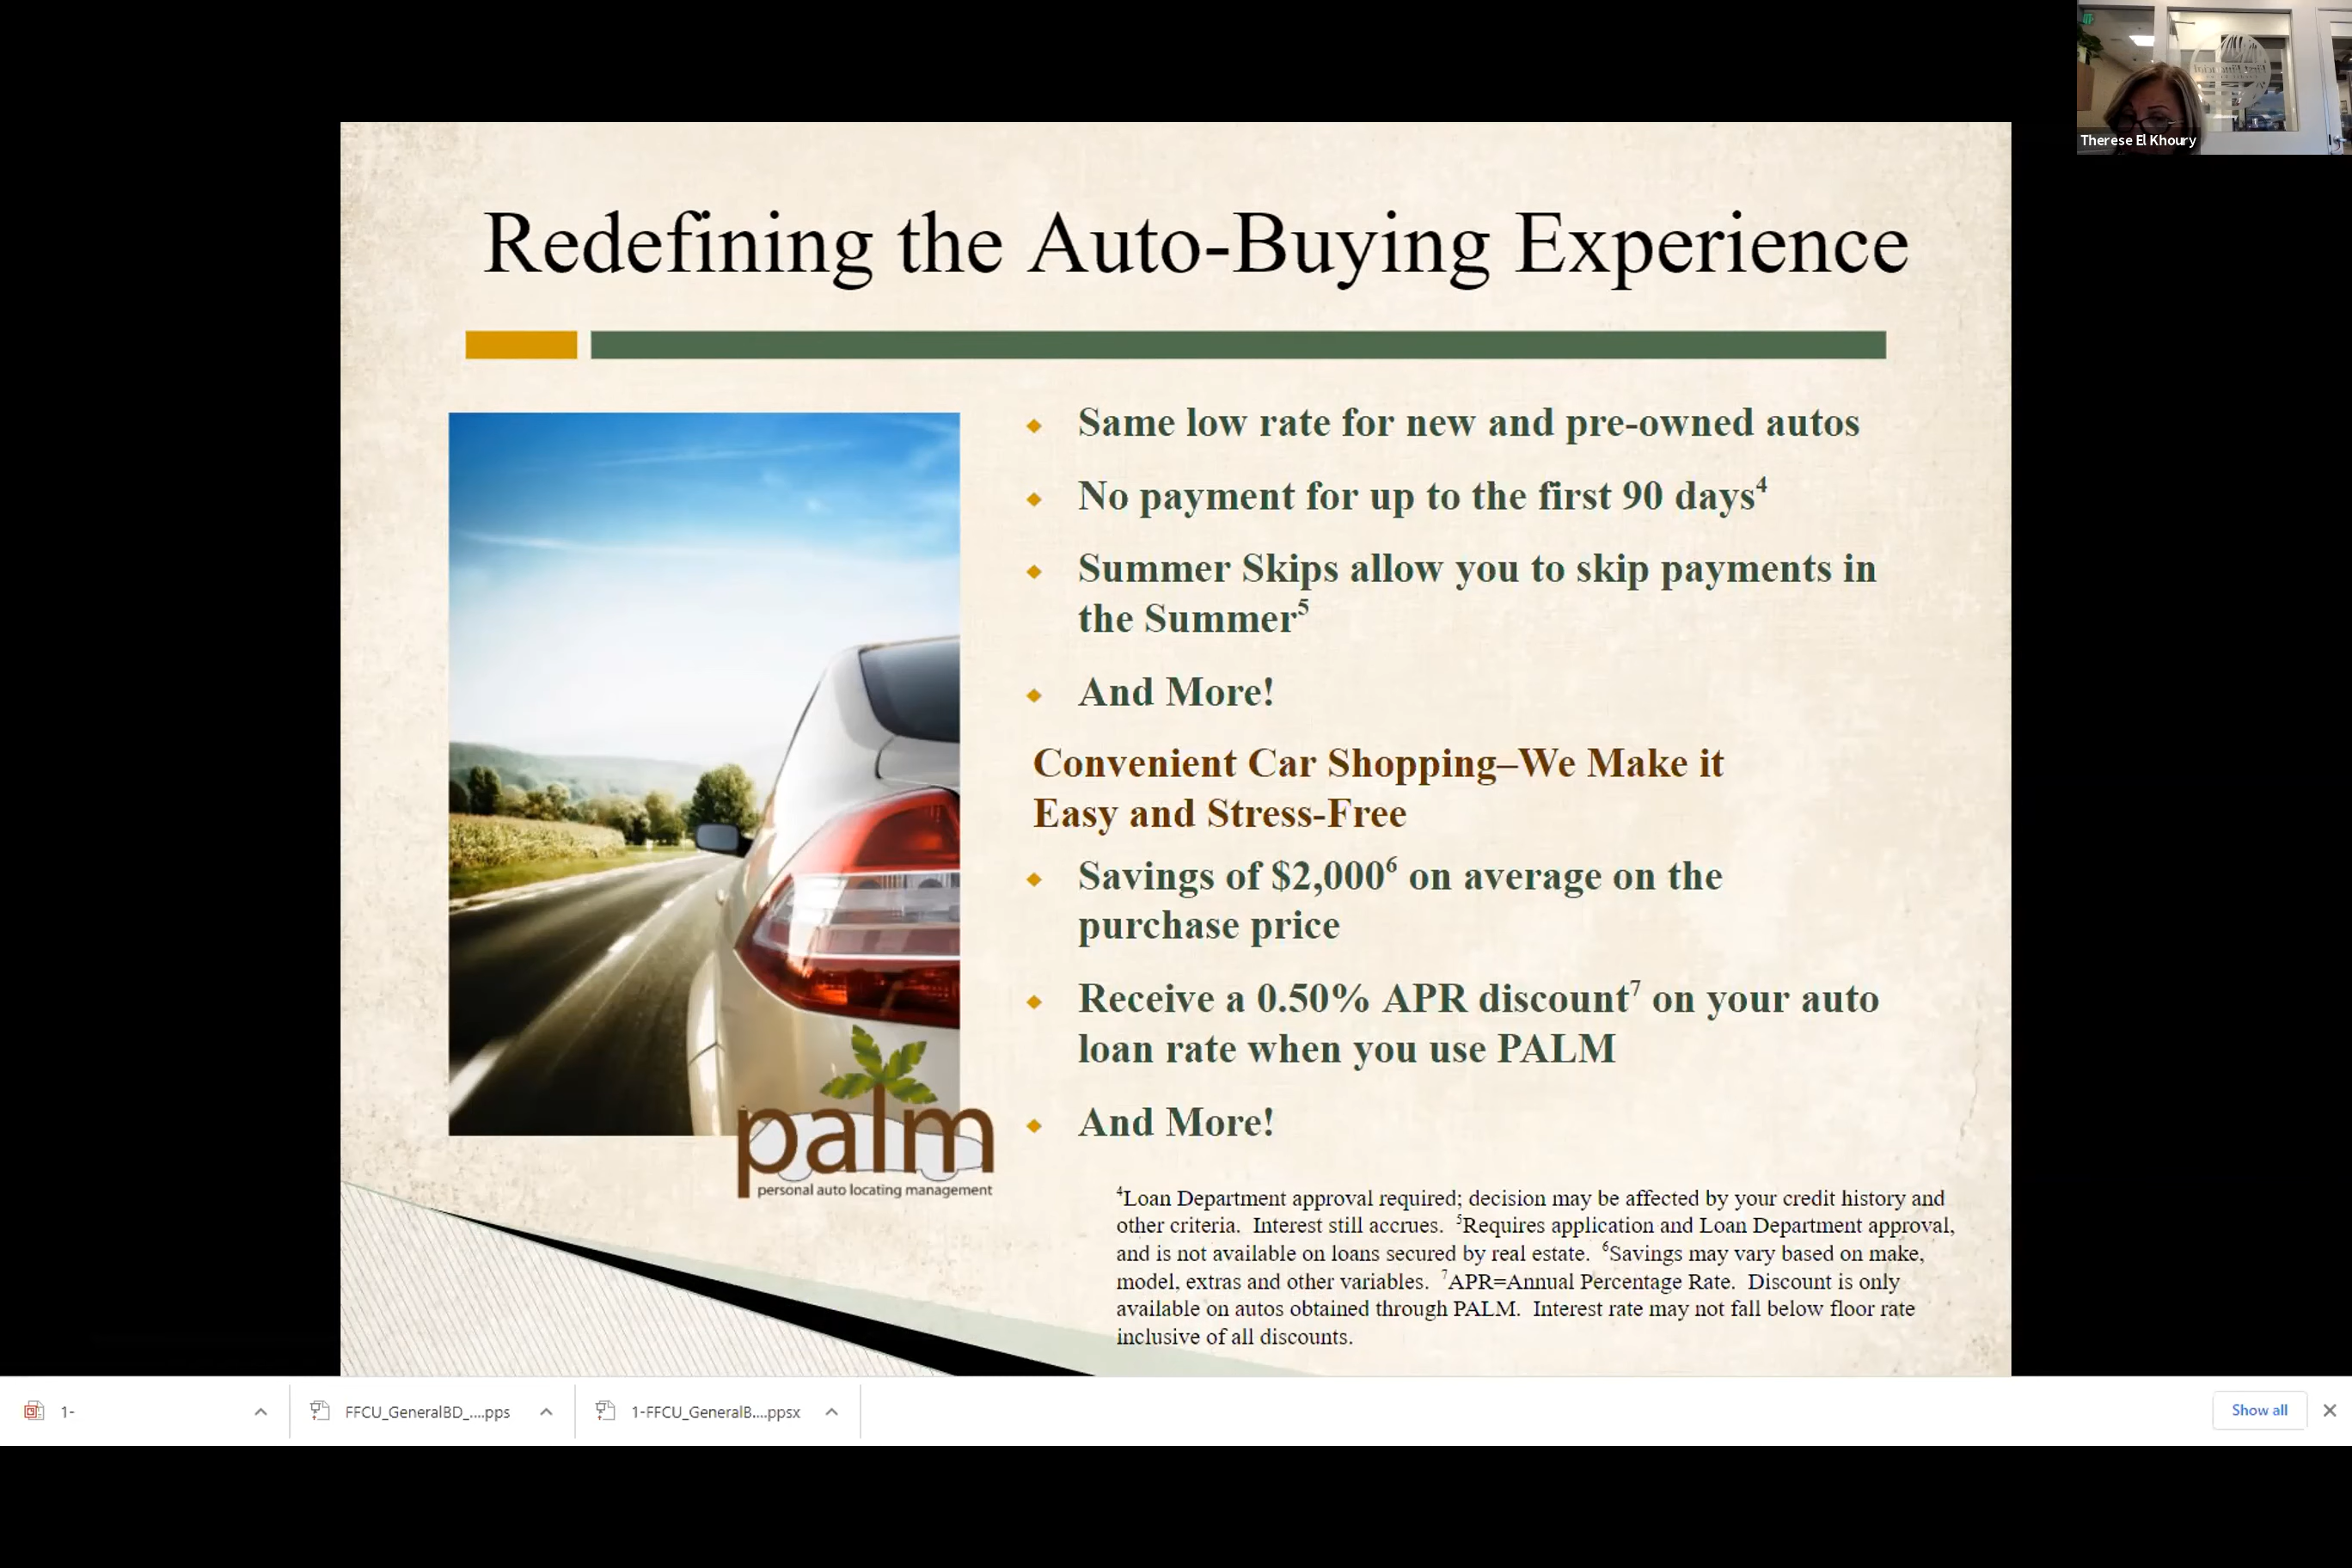 Therese El Khoury
Redefining the Auto-Buying Experience
Same low rate for new and pre-owned autos
No payment for up to the first 90 days4
Summer Skips allow you to skip payments in
the Summer5
And More!
Convenient Car Shopping–We Make it
Easy and Stress-Free
Savings of $2,0006 on average on the
purchase price
Receive a 0.50% APR discount7 on your auto
loan rate when you use PALM
And More!
palm
personal auto locating management
4Loan Department approval required; decision may be affected by your credit history and
other criteria. Interest still accrues. 5Requires application and Loan Department approval,
and is not available on loans secured by real estate. 6Savings may vary based on make,
model, extras and other variables. 7APR=Annual Percentage Rate. Discount is only
available on autos obtained through PALM. Interest rate may not fall below floor rate
inclusive of all discounts.
1-
FFCU_GeneralBD_....pps
1-FFCU_GeneralB....ppsx
Show all